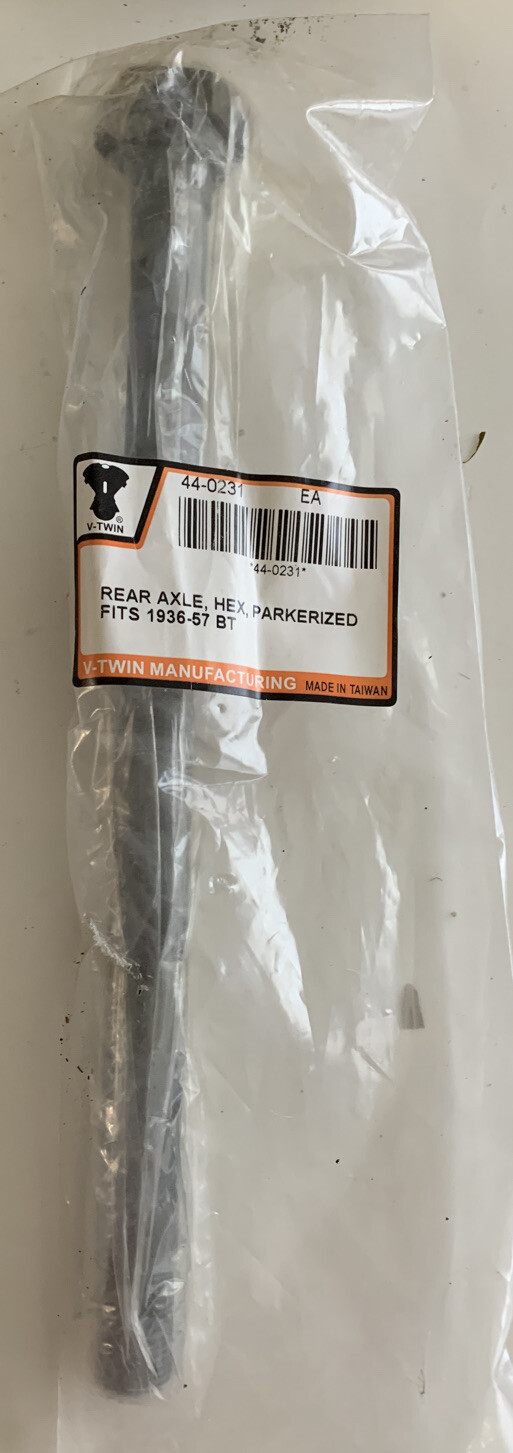 44-0231 EA
®
V-TWIN
*44-0231*
REAR AXLE, HEX, PARKERIZED
FITS 1936-57 BT
V-TWIN MANUFACTURING MADE IN TAIWAN